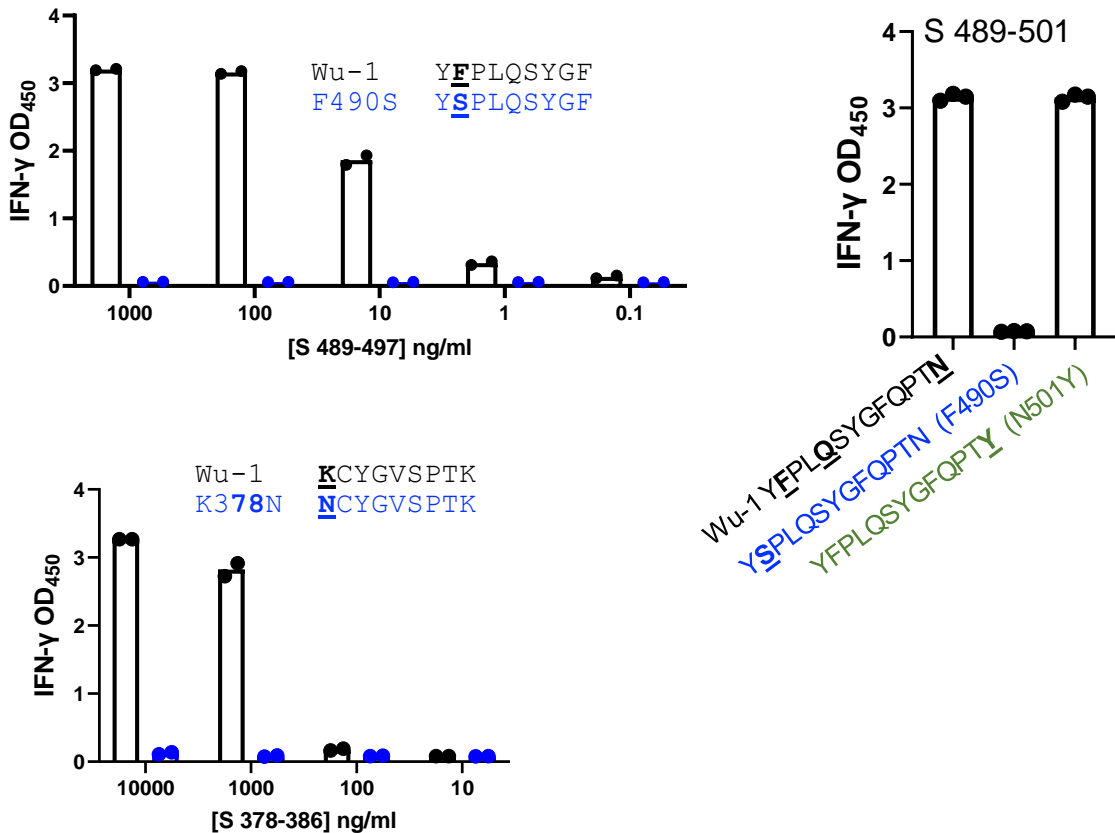 4
3
2
1
0
IFN-γ OD450
Wu-1 YFPLQSYGF
F490S YSPLQSYGF
1000 100 10 1 0.1
[S 489-497] ng/ml
S 489-501
4
3
2
1
0
IFN-γ OD450
Wu-1 YFPLQSYGFQPTN
YSPLQSYGFQPTN (F490S)
YFPLQSYGFQPTY (N501Y)
Wu-1 KCYGVSPTK
K378N NCYGVSPTK
4
3
2
1
0
IFN-γ OD450
10000 1000 100 10
[S 378-386] ng/ml